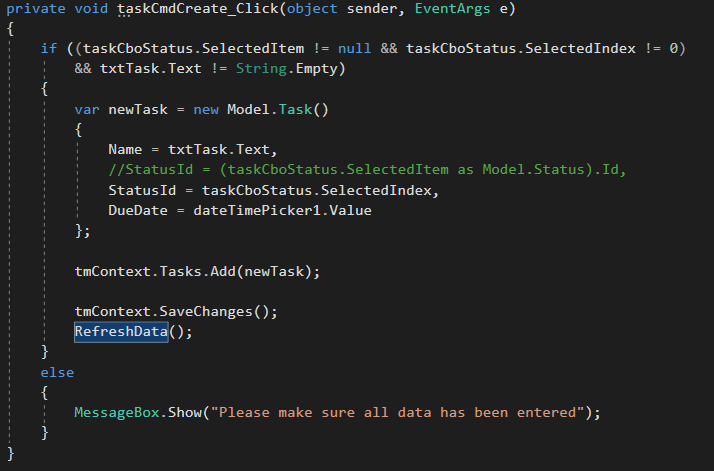 private void taskCmdCreate_Click(object sender, EventArgs e)
{
if ((taskCboStatus.SelectedItem != null && taskCboStatus.SelectedIndex != 0)
&& txtTask.Text != String.Empty)
{
var newTask = new Model.Task()
{
Name = txtTask.Text,
//StatusId = (taskCboStatus.SelectedItem as Model.Status).Id,
StatusId = taskCboStatus.SelectedIndex,
DueDate = dateTimePicker1.Value
};
tmContext.Tasks.Add(newTask);
tmContext.SaveChanges();
RefreshData();
}
else
{
MessageBox.Show("Please make sure all data has been entered");
}
}